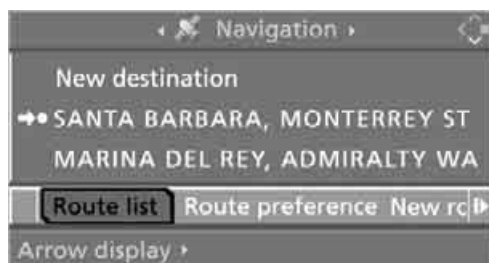 Navigation
New destination
SANTA BARBARA, MONTERREY ST
MARINA DEL REY, ADMIRALTY WA
Route list Route preference New rc
Arrow display